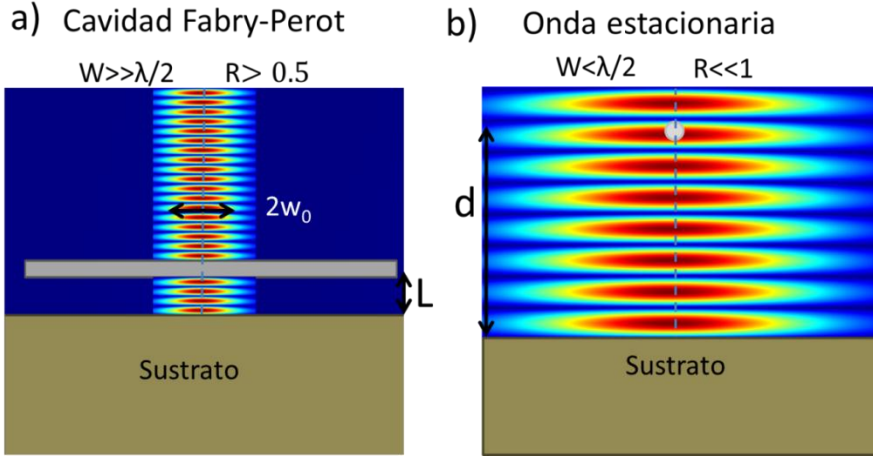 a) Cavidad Fabry-Perot
W>>λ/2 R> 0.5
2w₀
L
Sustrato
b) Onda estacionaria
W<λ/2 R<<1
d
Sustrato